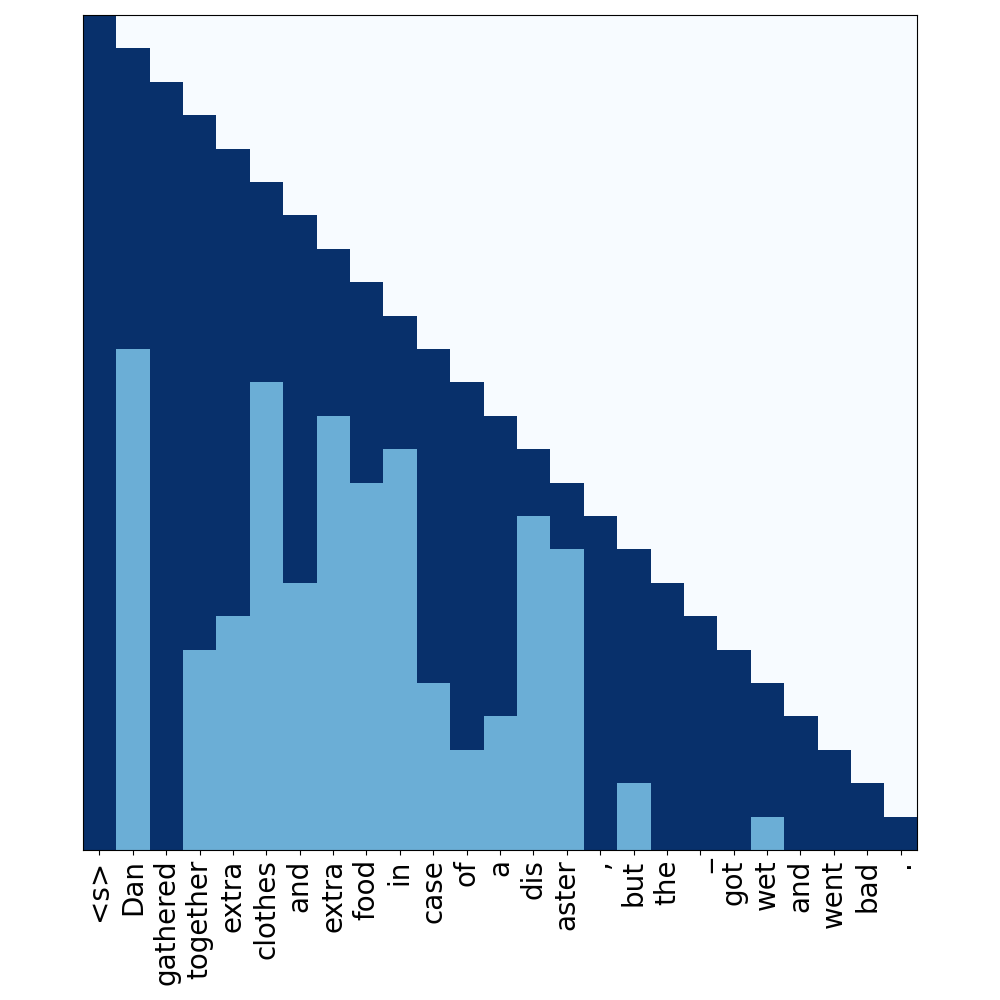 <s> Dan gathered together extra clothes and extra food in case of a dis aster , but the _ got wet and went bad .